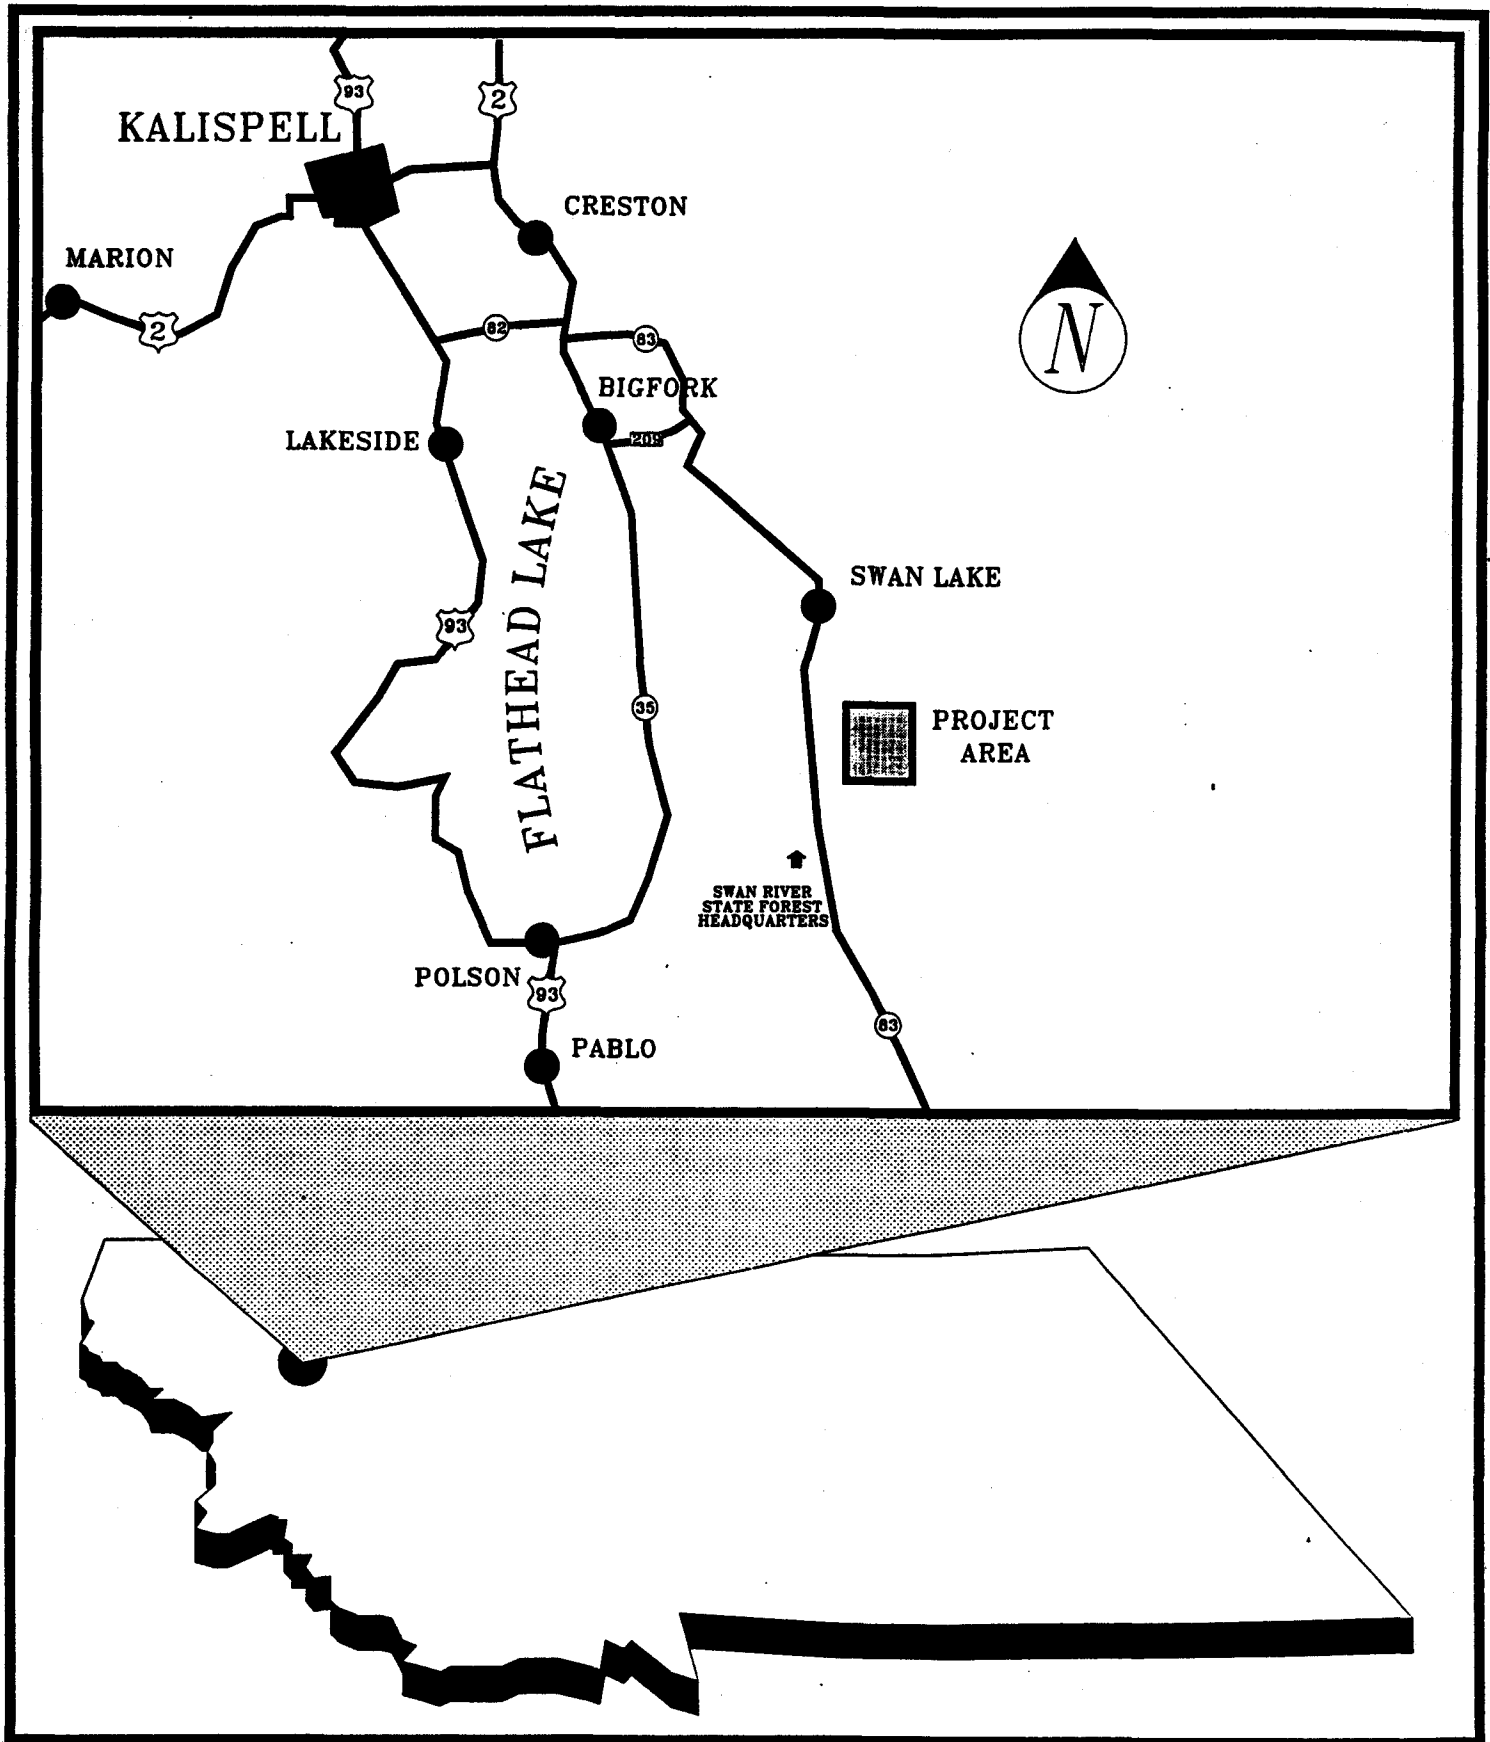 93
2
KALISPELL
CRESTON
MARION
2
82
83
BIGFORK
LAKESIDE
209
FLATHEAD LAKE
SWAN LAKE
93
35
PROJECT
AREA
SWAN RIVER
STATE FOREST
HEADQUARTERS
POLSON
93
83
PABLO
N